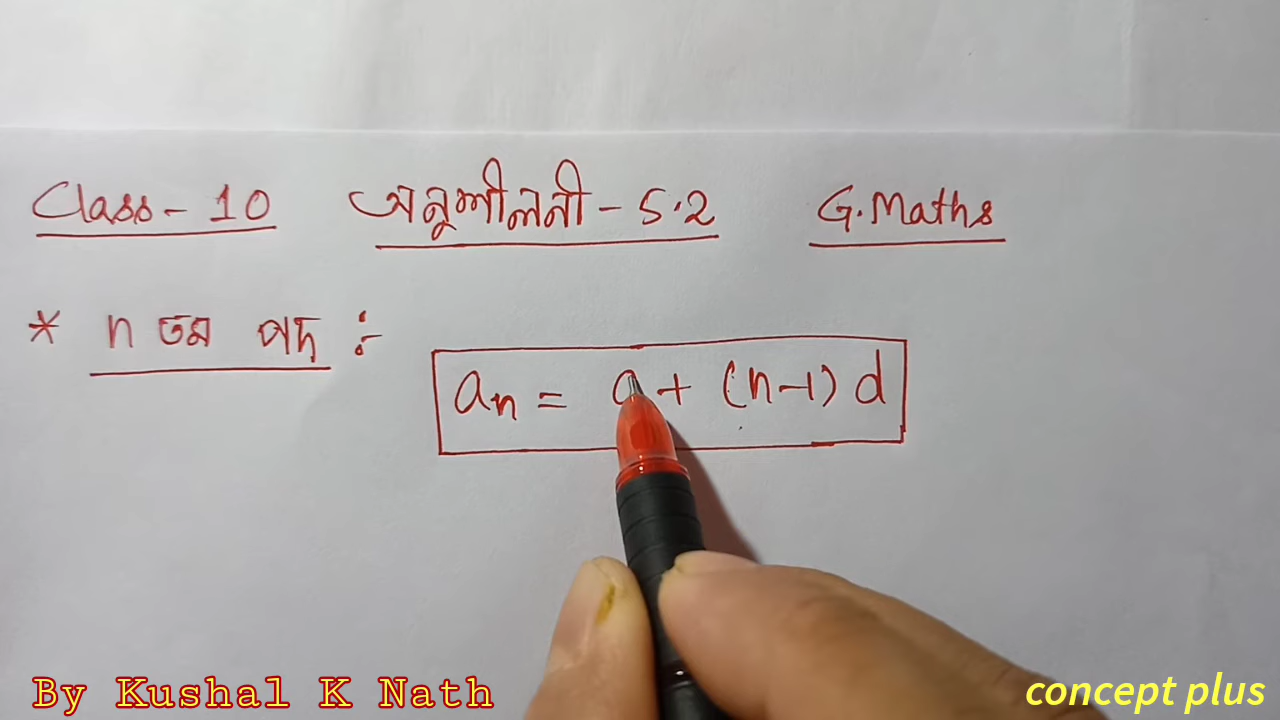 Class - 10 অনুশীলনী - 5.2 G. Maths
* n তম পদ :-
aₙ = a + (n-1) d
By Kushal K Nath
concept plus